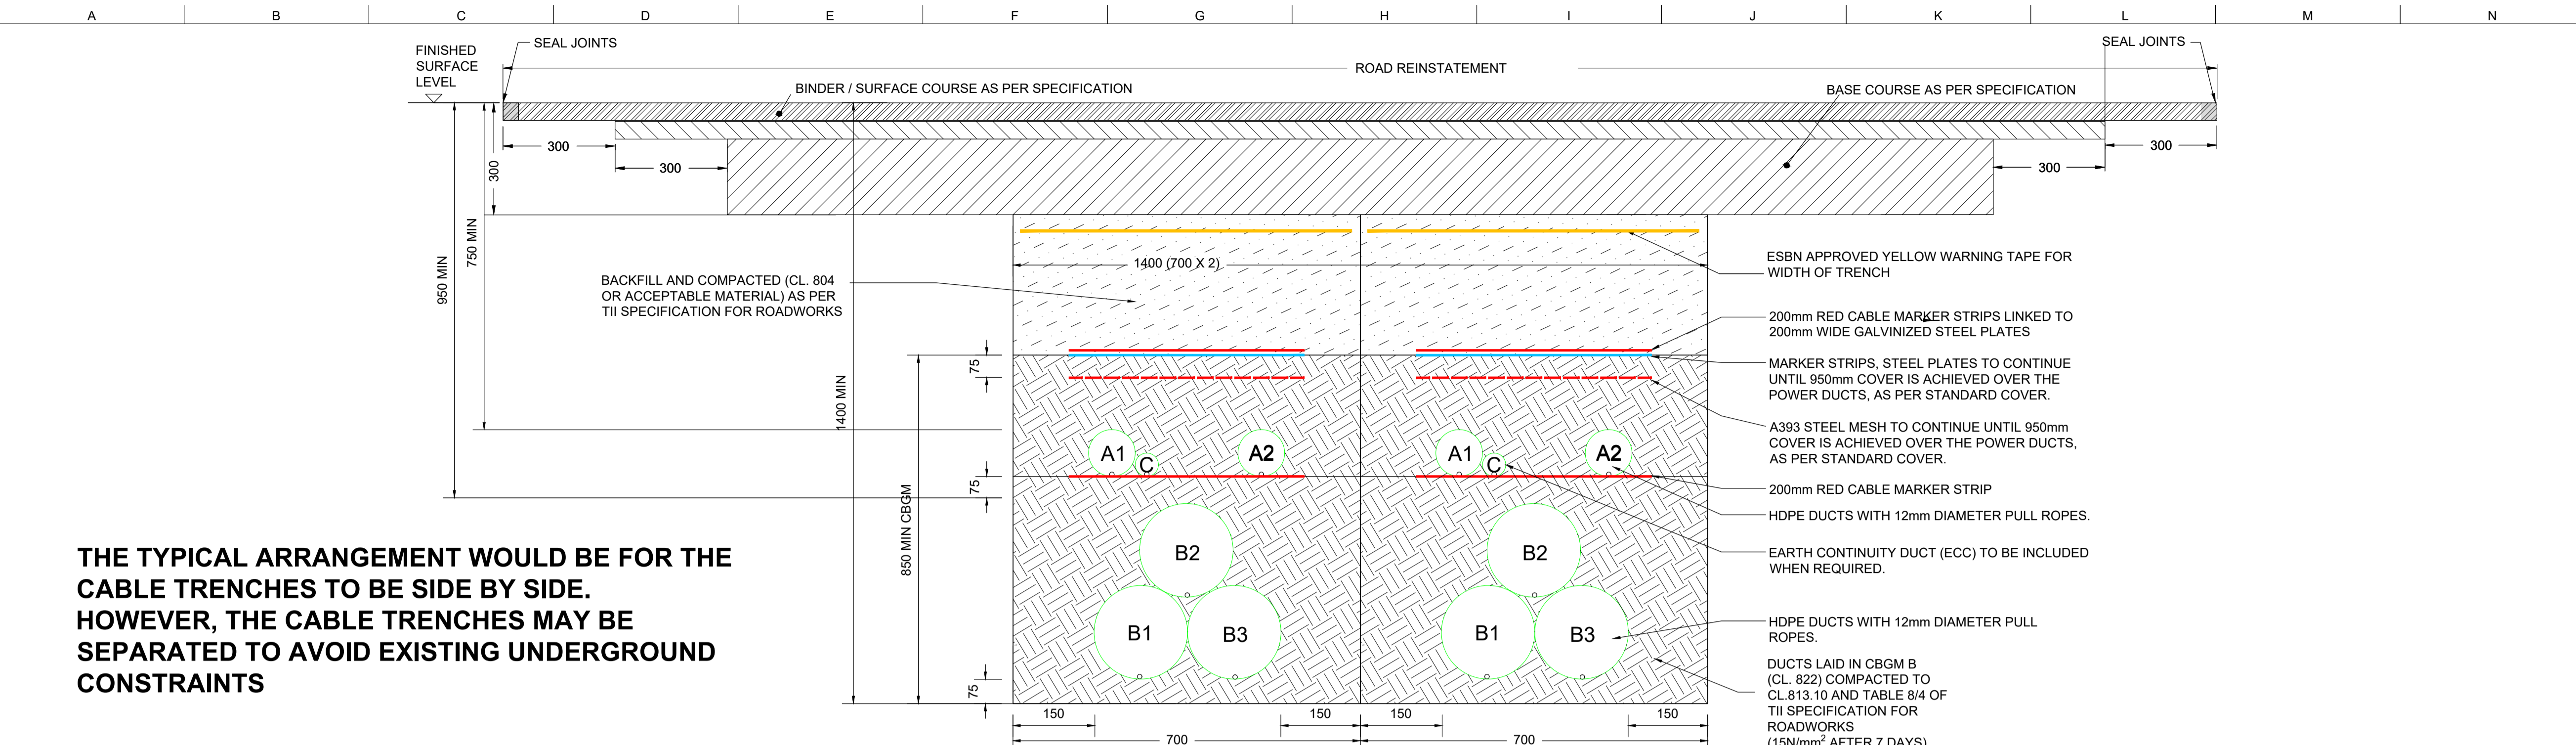 A B C D E F G H I J K L M N
FINISHED
SURFACE
LEVEL
SEAL JOINTS
ROAD REINSTATEMENT
SEAL JOINTS
BINDER / SURFACE COURSE AS PER SPECIFICATION
BASE COURSE AS PER SPECIFICATION
300
300
300
300
300
950 MIN
750 MIN
1400 MIN
850 MIN CBGM
75
75
75
1400 (700 X 2)
BACKFILL AND COMPACTED (CL. 804
OR ACCEPTABLE MATERIAL) AS PER
TII SPECIFICATION FOR ROADWORKS
A1 C A2 A1 C A2
B2 B2
B1 B3 B1 B3
150 150 150 150
700 700
ESBN APPROVED YELLOW WARNING TAPE FOR
WIDTH OF TRENCH
200mm RED CABLE MARKER STRIPS LINKED TO
200mm WIDE GALVINIZED STEEL PLATES
MARKER STRIPS, STEEL PLATES TO CONTINUE
UNTIL 950mm COVER IS ACHIEVED OVER THE
POWER DUCTS, AS PER STANDARD COVER.
A393 STEEL MESH TO CONTINUE UNTIL 950mm
COVER IS ACHIEVED OVER THE POWER DUCTS,
AS PER STANDARD COVER.
200mm RED CABLE MARKER STRIP
HDPE DUCTS WITH 12mm DIAMETER PULL ROPES.
EARTH CONTINUITY DUCT (ECC) TO BE INCLUDED
WHEN REQUIRED.
HDPE DUCTS WITH 12mm DIAMETER PULL
ROPES.
DUCTS LAID IN CBGM B
(CL. 822) COMPACTED TO
CL.813.10 AND TABLE 8/4 OF
TII SPECIFICATION FOR
ROADWORKS
(15N/mm² AFTER 7 DAYS)
THE TYPICAL ARRANGEMENT WOULD BE FOR THE
CABLE TRENCHES TO BE SIDE BY SIDE.
HOWEVER, THE CABLE TRENCHES MAY BE
SEPARATED TO AVOID EXISTING UNDERGROUND
CONSTRAINTS